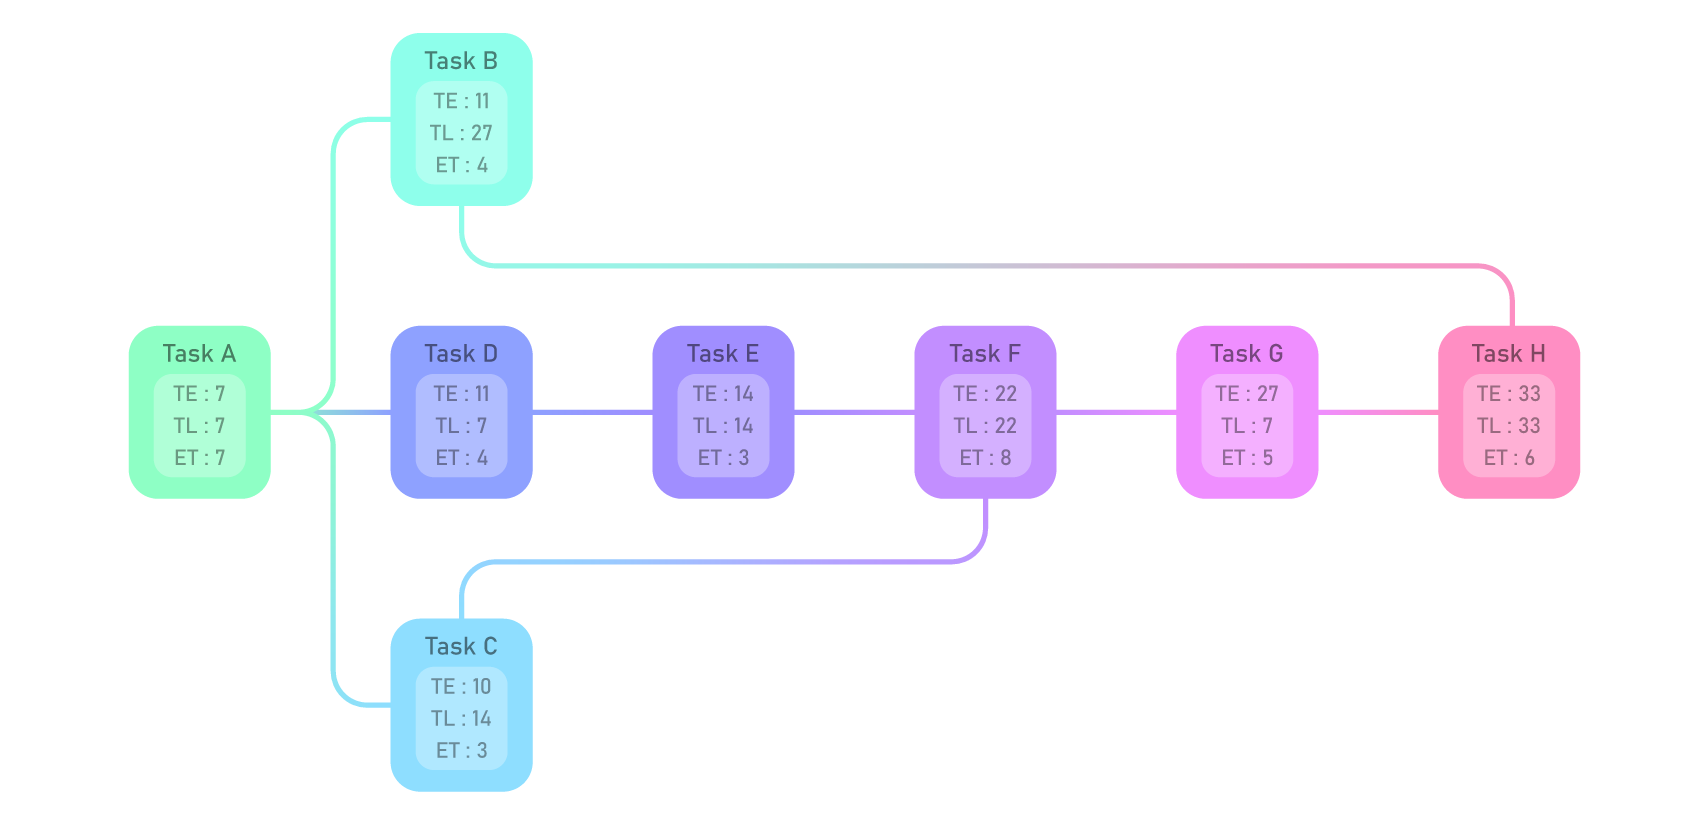 Task B
TE : 11
TL : 27
ET : 4
Task A
TE : 7
TL : 7
ET : 7
Task D
TE : 11
TL : 7
ET : 4
Task E
TE : 14
TL : 14
ET : 3
Task F
TE : 22
TL : 22
ET : 8
Task G
TE : 27
TL : 7
ET : 5
Task H
TE : 33
TL : 33
ET : 6
Task C
TE : 10
TL : 14
ET : 3